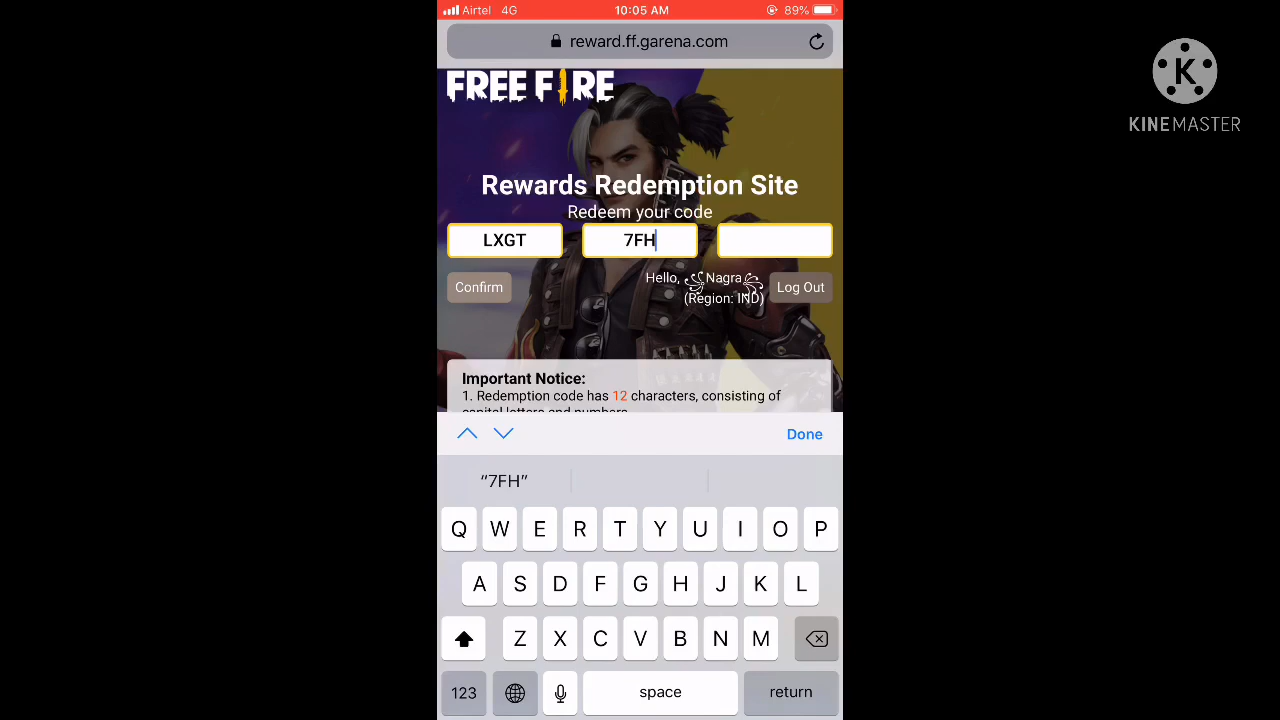 Airtel 4G 10:05 AM 89%
reward.ff.garena.com
FREE FIRE
KINEMASTER
Rewards Redemption Site
Redeem your code
LXGT 7FH
Confirm Hello, ꧁Nagra꧂ Log Out
(Region: IND)
Important Notice:
1. Redemption code has 12 characters, consisting of
capital letters and numbers
Done
“7FH”
Q W E R T Y U I O P
A S D F G H J K L
Z X C V B N M
123 space return